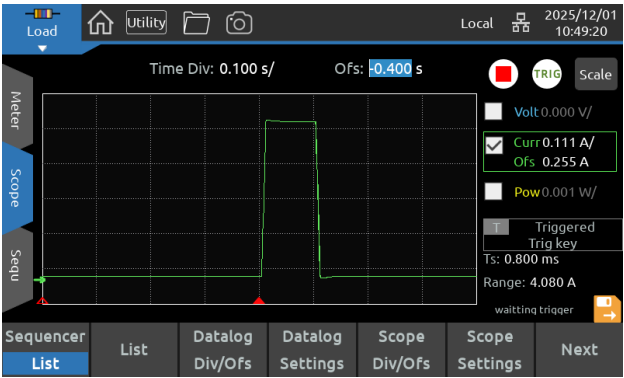 Load
Utility
Local
2025/12/01
10:49:20
Time Div: 0.100 s/
Ofs: -0.400 s
TRIG
Scale
Meter
Scope
Sequ
Volt 0.000 V/
Curr 0.111 A/
Ofs 0.255 A
Pow 0.001 W/
T Triggered
Trig key
Ts: 0.800 ms
Range: 4.080 A
waitting trigger
Sequencer
List
List
Datalog
Div/Ofs
Datalog
Settings
Scope
Div/Ofs
Scope
Settings
Next